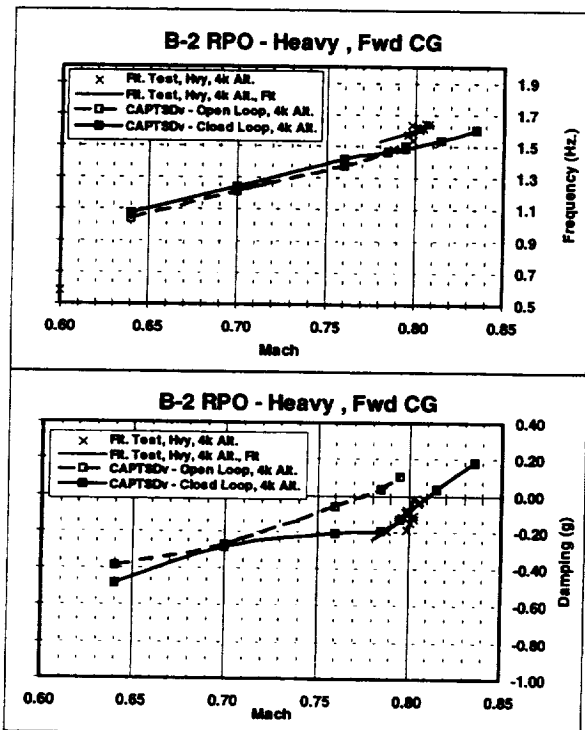 B-2 RPO - Heavy , Fwd CG
Flt. Test, Hvy, 4k Alt.
Flt. Test, Hvy, 4k Alt., Fit
CAPTSDv - Open Loop, 4k Alt.
CAPTSDv - Closd Loop, 4k Alt.
1.9
1.7
1.5
1.3
1.1
0.9
0.7
0.5
Frequency (Hz.)
0.60 0.65 0.70 0.75 0.80 0.85
Mach
B-2 RPO - Heavy , Fwd CG
Flt. Test, Hvy, 4k Alt.
Flt. Test, Hvy, 4k Alt., Fit
CAPTSDv - Open Loop, 4k Alt.
CAPTSDv - Closd Loop, 4k Alt.
0.40
0.20
0.00
-0.20
-0.40
-0.60
-0.80
-1.00
Damping (g)
0.60 0.65 0.70 0.75 0.80 0.85
Mach